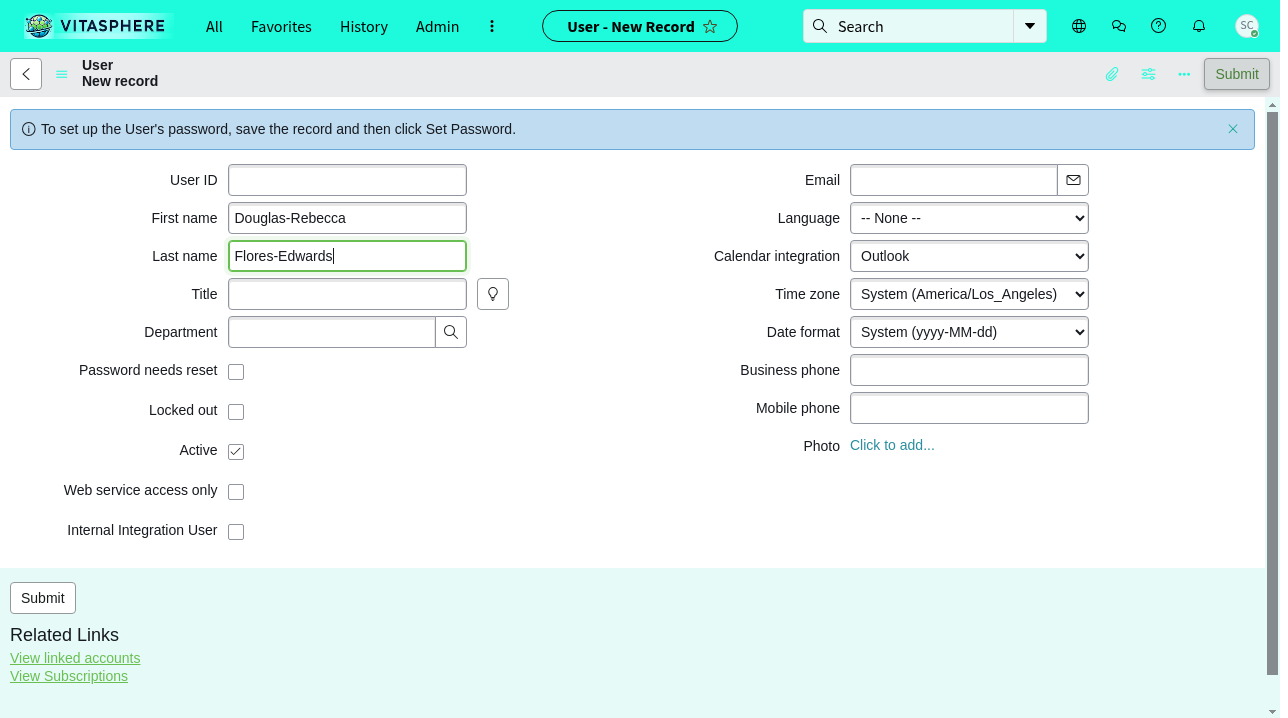 VITASPHERE
All
Favorites
History
Admin
User - New Record
Search
SC
User
New record
Submit
To set up the User's password, save the record and then click Set Password.
User ID
First name
Douglas-Rebecca
Last name
Flores-Edwards
Title
Department
Password needs reset
Locked out
Active
Web service access only
Internal Integration User
Email
Language
-- None --
Calendar integration
Outlook
Time zone
System (America/Los_Angeles)
Date format
System (yyyy-MM-dd)
Business phone
Mobile phone
Photo
Click to add...
Submit
Related Links
View linked accounts
View Subscriptions